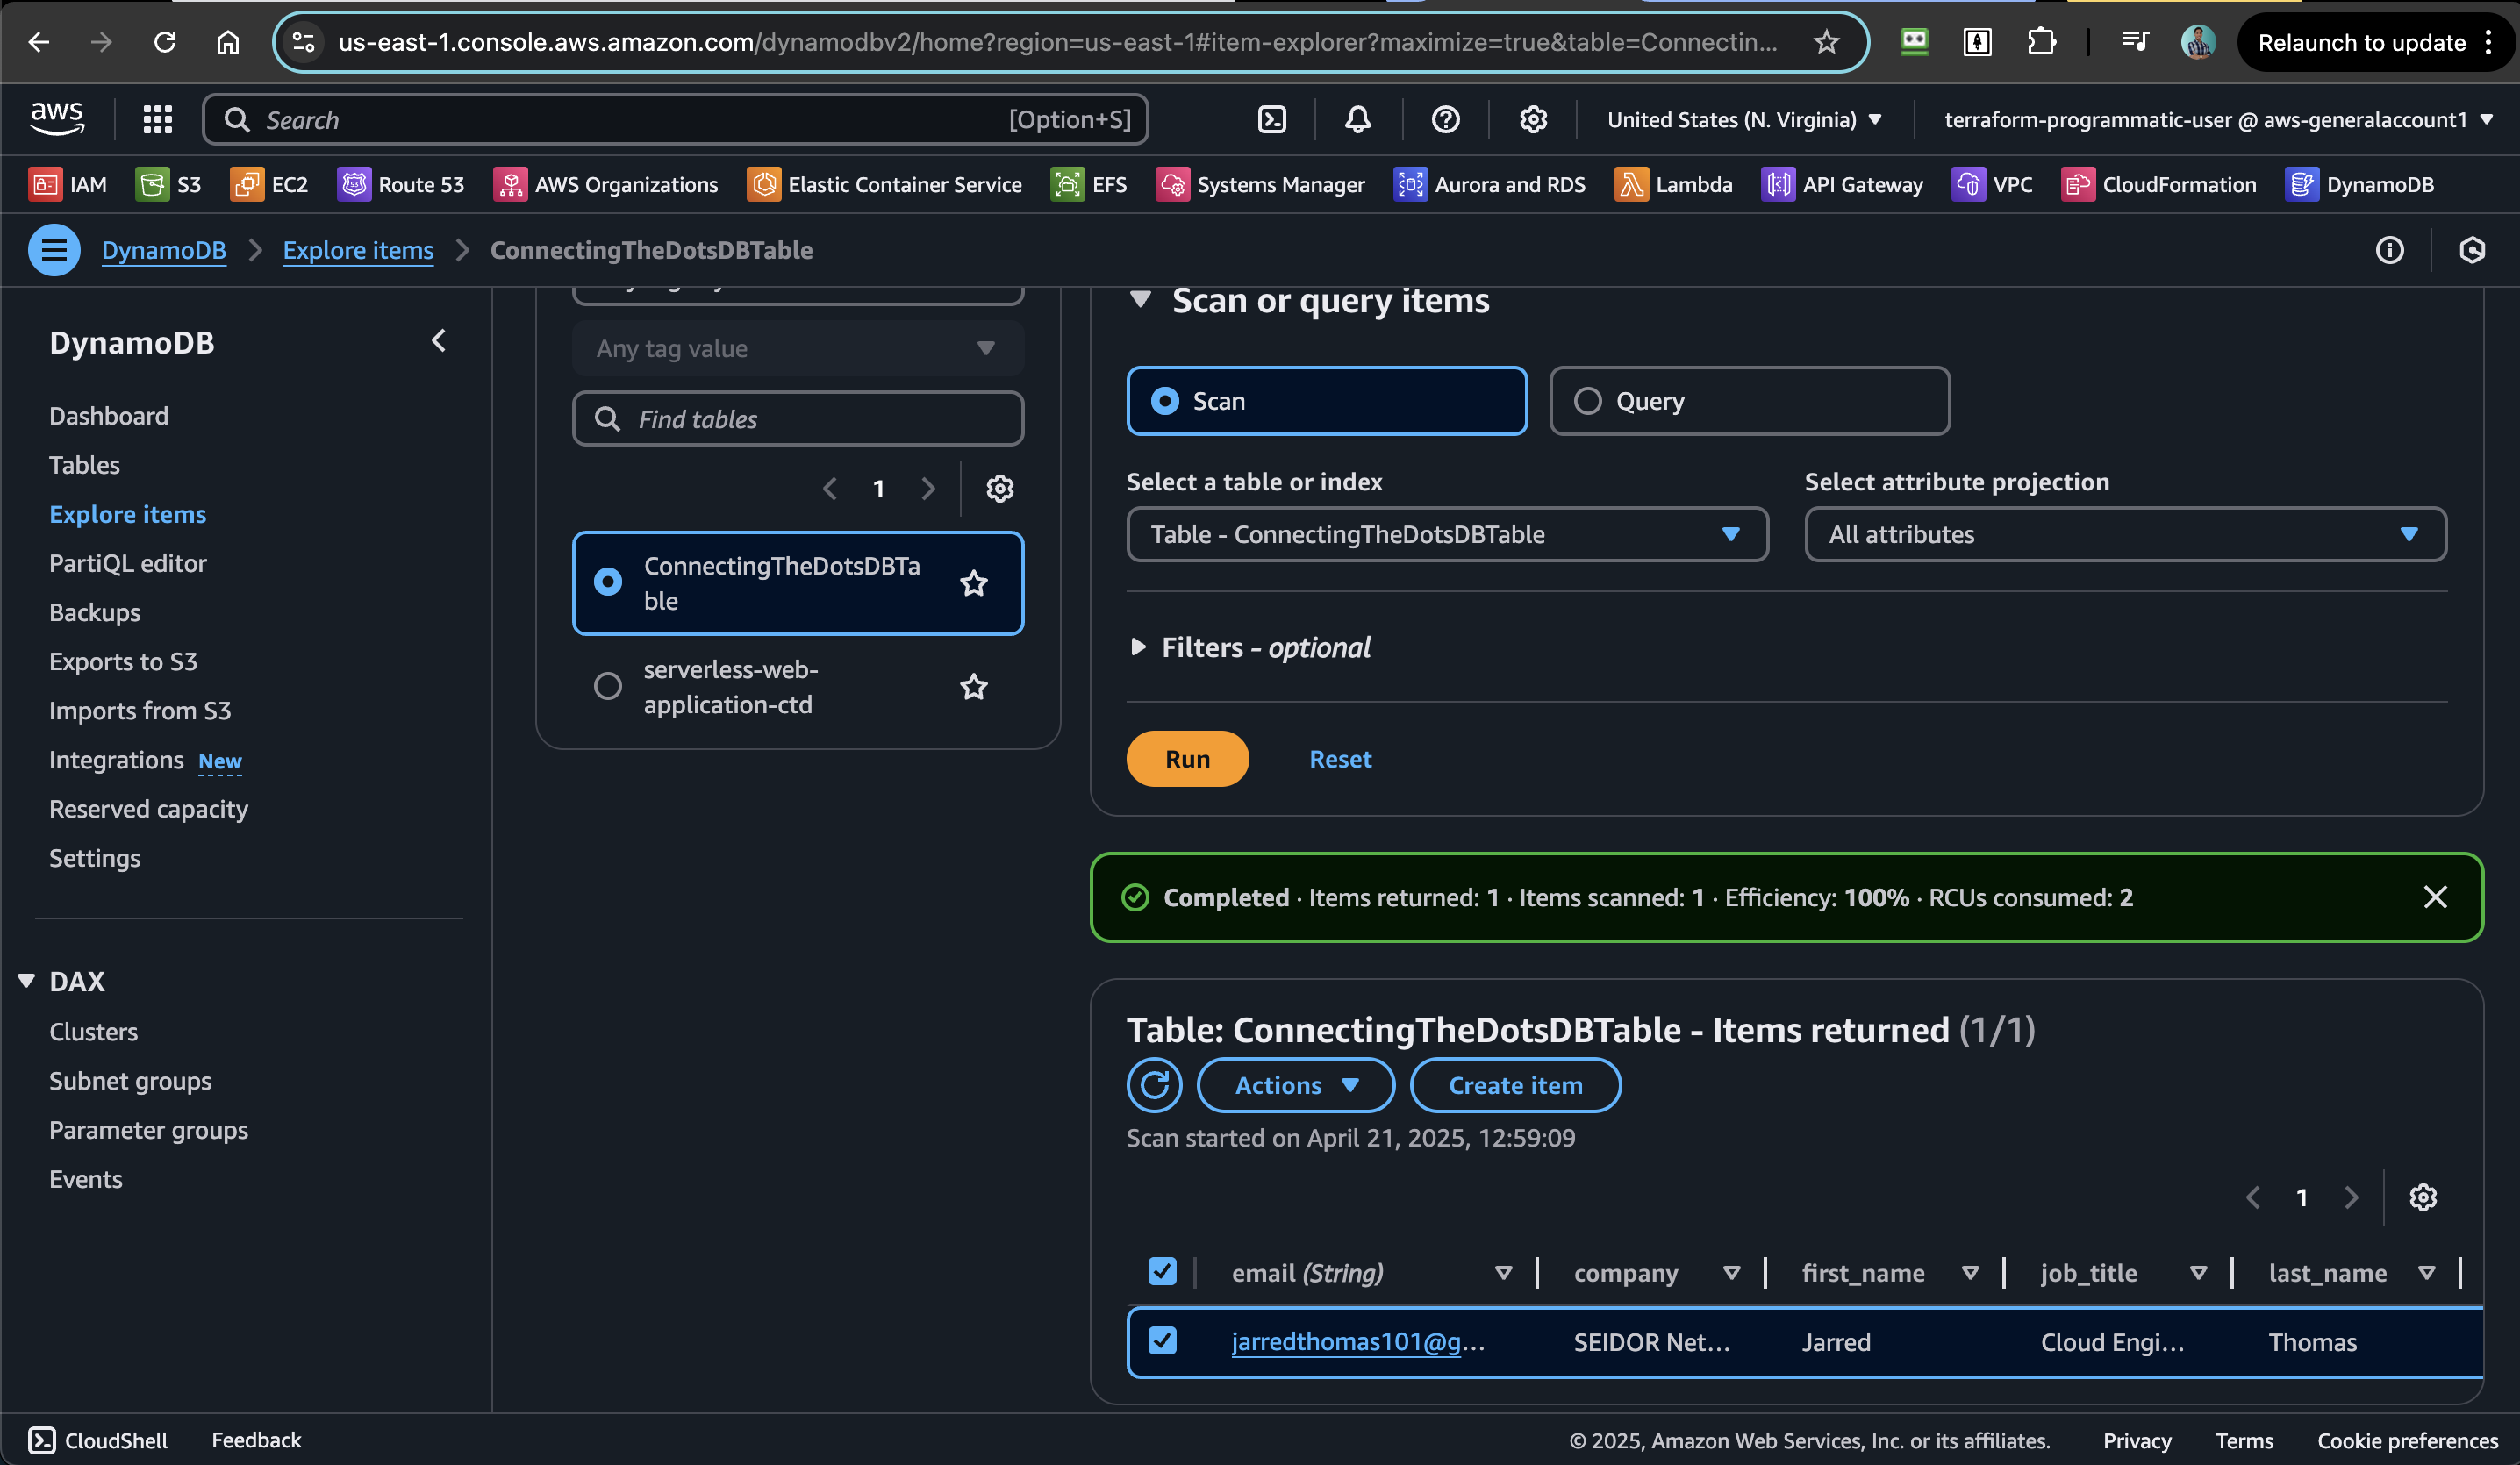 us-east-1.console.aws.amazon.com/dynamodbv2/home?region=us-east-1#item-explorer?maximize=true&table=Connectin...
Relaunch to update
aws
Search
[Option+S]
United States (N. Virginia)
terraform-programmatic-user @ aws-generalaccount1
IAM
S3
EC2
Route 53
AWS Organizations
Elastic Container Service
EFS
Systems Manager
Aurora and RDS
Lambda
API Gateway
VPC
CloudFormation
DynamoDB
DynamoDB
Explore items
ConnectingTheDotsDBTable
DynamoDB
Dashboard
Tables
Explore items
PartiQL editor
Backups
Exports to S3
Imports from S3
Integrations New
Reserved capacity
Settings
DAX
Clusters
Subnet groups
Parameter groups
Events
Any tag value
Find tables
1
ConnectingTheDotsDBTa
ble
serverless-web-
application-ctd
Scan or query items
Scan
Query
Select a table or index
Table - ConnectingTheDotsDBTable
Select attribute projection
All attributes
Filters - optional
Run
Reset
Completed · Items returned: 1 · Items scanned: 1 · Efficiency: 100% · RCUs consumed: 2
Table: ConnectingTheDotsDBTable - Items returned (1/1)
Actions
Create item
Scan started on April 21, 2025, 12:59:09
1
email (String)
company
first_name
job_title
last_name
jarredthomas101@g...
SEIDOR Net...
Jarred
Cloud Engi...
Thomas
CloudShell
Feedback
© 2025, Amazon Web Services, Inc. or its affiliates.
Privacy
Terms
Cookie preferences